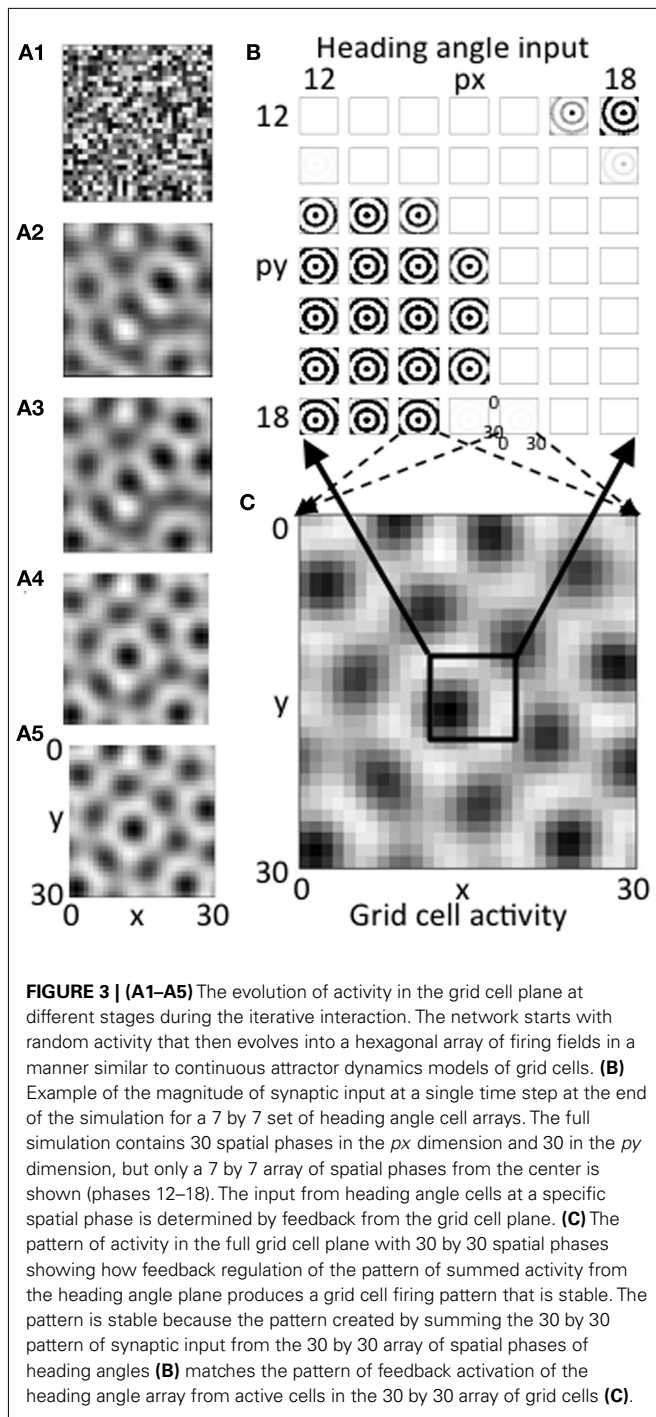 A1
B
Heading angle input
12 px 18
12
A2
py
A3
18
0
30
0 30
C
A4
0
A5
0
y
y
30
0 x 30
30
0 x 30
Grid cell activity
FIGURE 3 | (A1–A5) The evolution of activity in the grid cell plane at
different stages during the iterative interaction. The network starts with
random activity that then evolves into a hexagonal array of firing fields in a
manner similar to continuous attractor dynamics models of grid cells. (B)
Example of the magnitude of synaptic input at a single time step at the end
of the simulation for a 7 by 7 set of heading angle cell arrays. The full
simulation contains 30 spatial phases in the px dimension and 30 in the py
dimension, but only a 7 by 7 array of spatial phases from the center is
shown (phases 12–18). The input from heading angle cells at a specific
spatial phase is determined by feedback from the grid cell plane. (C) The
pattern of activity in the full grid cell plane with 30 by 30 spatial phases
showing how feedback regulation of the pattern of summed activity from
the heading angle plane produces a grid cell firing pattern that is stable. The
pattern is stable because the pattern created by summing the 30 by 30
pattern of synaptic input from the 30 by 30 array of spatial phases of
heading angles (B) matches the pattern of feedback activation of the
heading angle array from active cells in the 30 by 30 array of grid cells (C).